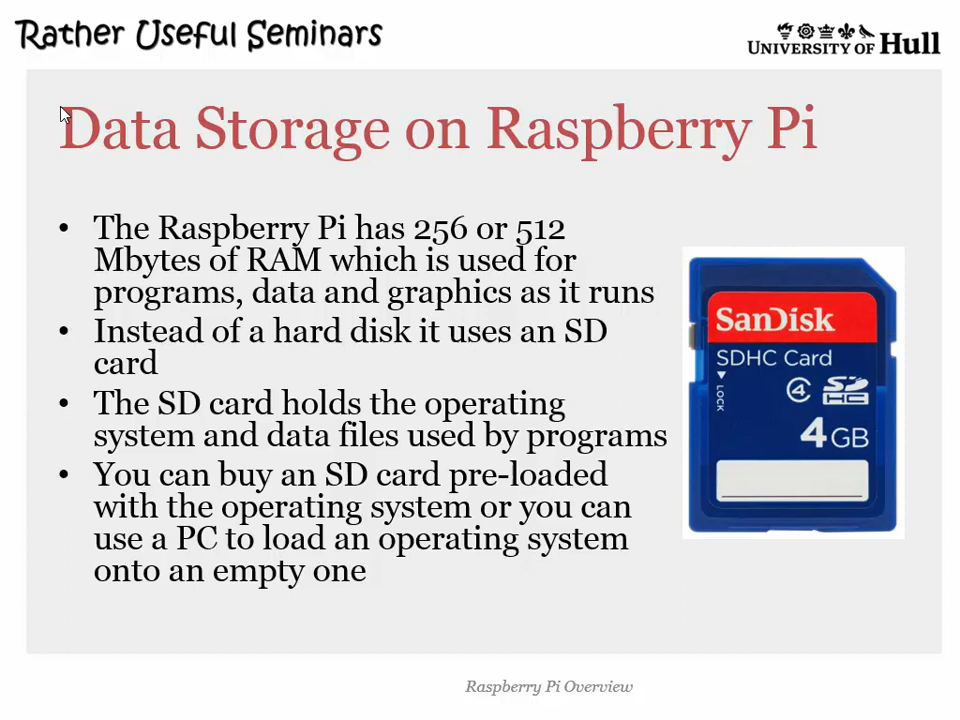 Rather Useful Seminars
UNIVERSITY OF Hull
Data Storage on Raspberry Pi
• The Raspberry Pi has 256 or 512
Mbytes of RAM which is used for
programs, data and graphics as it runs
• Instead of a hard disk it uses an SD
card
• The SD card holds the operating
system and data files used by programs
• You can buy an SD card pre-loaded
with the operating system or you can
use a PC to load an operating system
onto an empty one
SanDisk
SDHC Card
LOCK
4
SD
HC
4 GB
Raspberry Pi Overview